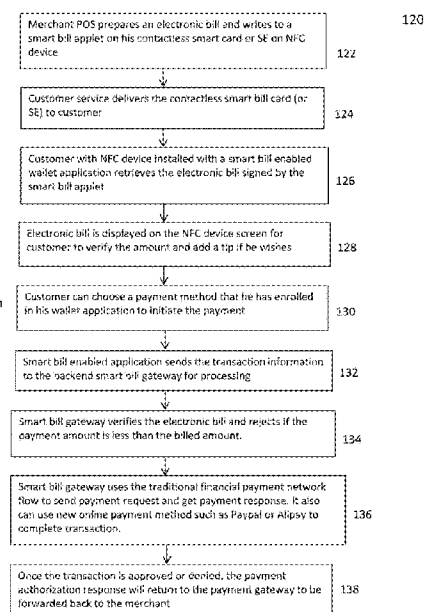 120
Merchant POS prepares an electronic bill and writes to a
smart bill applet on his contactless smart card or SE on NFC
device
122
Customer service delivers the contactless smart bill card (or
SE) to customer
124
Customer with NFC device installed with a smart bill enabled
wallet application retrieves the electronic bill signed by the
smart bill applet
126
Electronic bill is displayed on the NFC device screen for
customer to verify the amount and add a tip if he wishes
128
Customer can choose a payment method that he has enrolled
in his wallet application to initiate the payment
130
Smart bill enabled application sends the transaction information
to the backend smart bill gateway for processing
132
Smart bill gateway verifies the electronic bill and rejects if the
payment amount is less than the billed amount.
134
Smart bill gateway uses the traditional financial payment network
flow to send payment request and get payment response. It also
can use new online payment method such as Paypal or Alipay to
complete transaction.
136
Once the transaction is approved or denied, the payment
authorization response will return to the payment gateway to be
forwarded back to the merchant
138